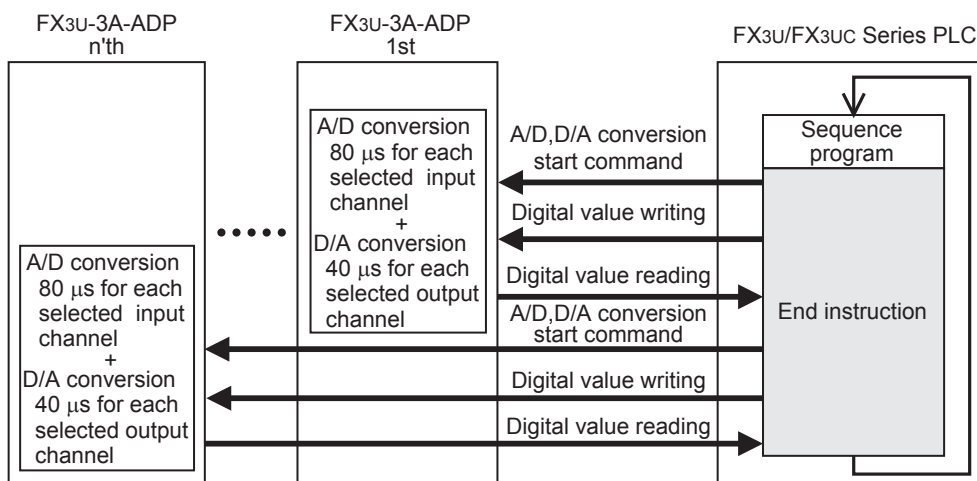 FX3U-3A-ADP
n'th
FX3U-3A-ADP
1st
FX3U/FX3UC Series PLC
A/D conversion
80 µs for each
selected input
channel
+
D/A conversion
40 µs for each
selected output
channel
A/D conversion
80 µs for each
selected input
channel
+
D/A conversion
40 µs for each
selected output
channel
A/D,D/A conversion
start command
Digital value writing
Digital value reading
A/D,D/A conversion
start command
Digital value writing
Digital value reading
Sequence
program
End instruction